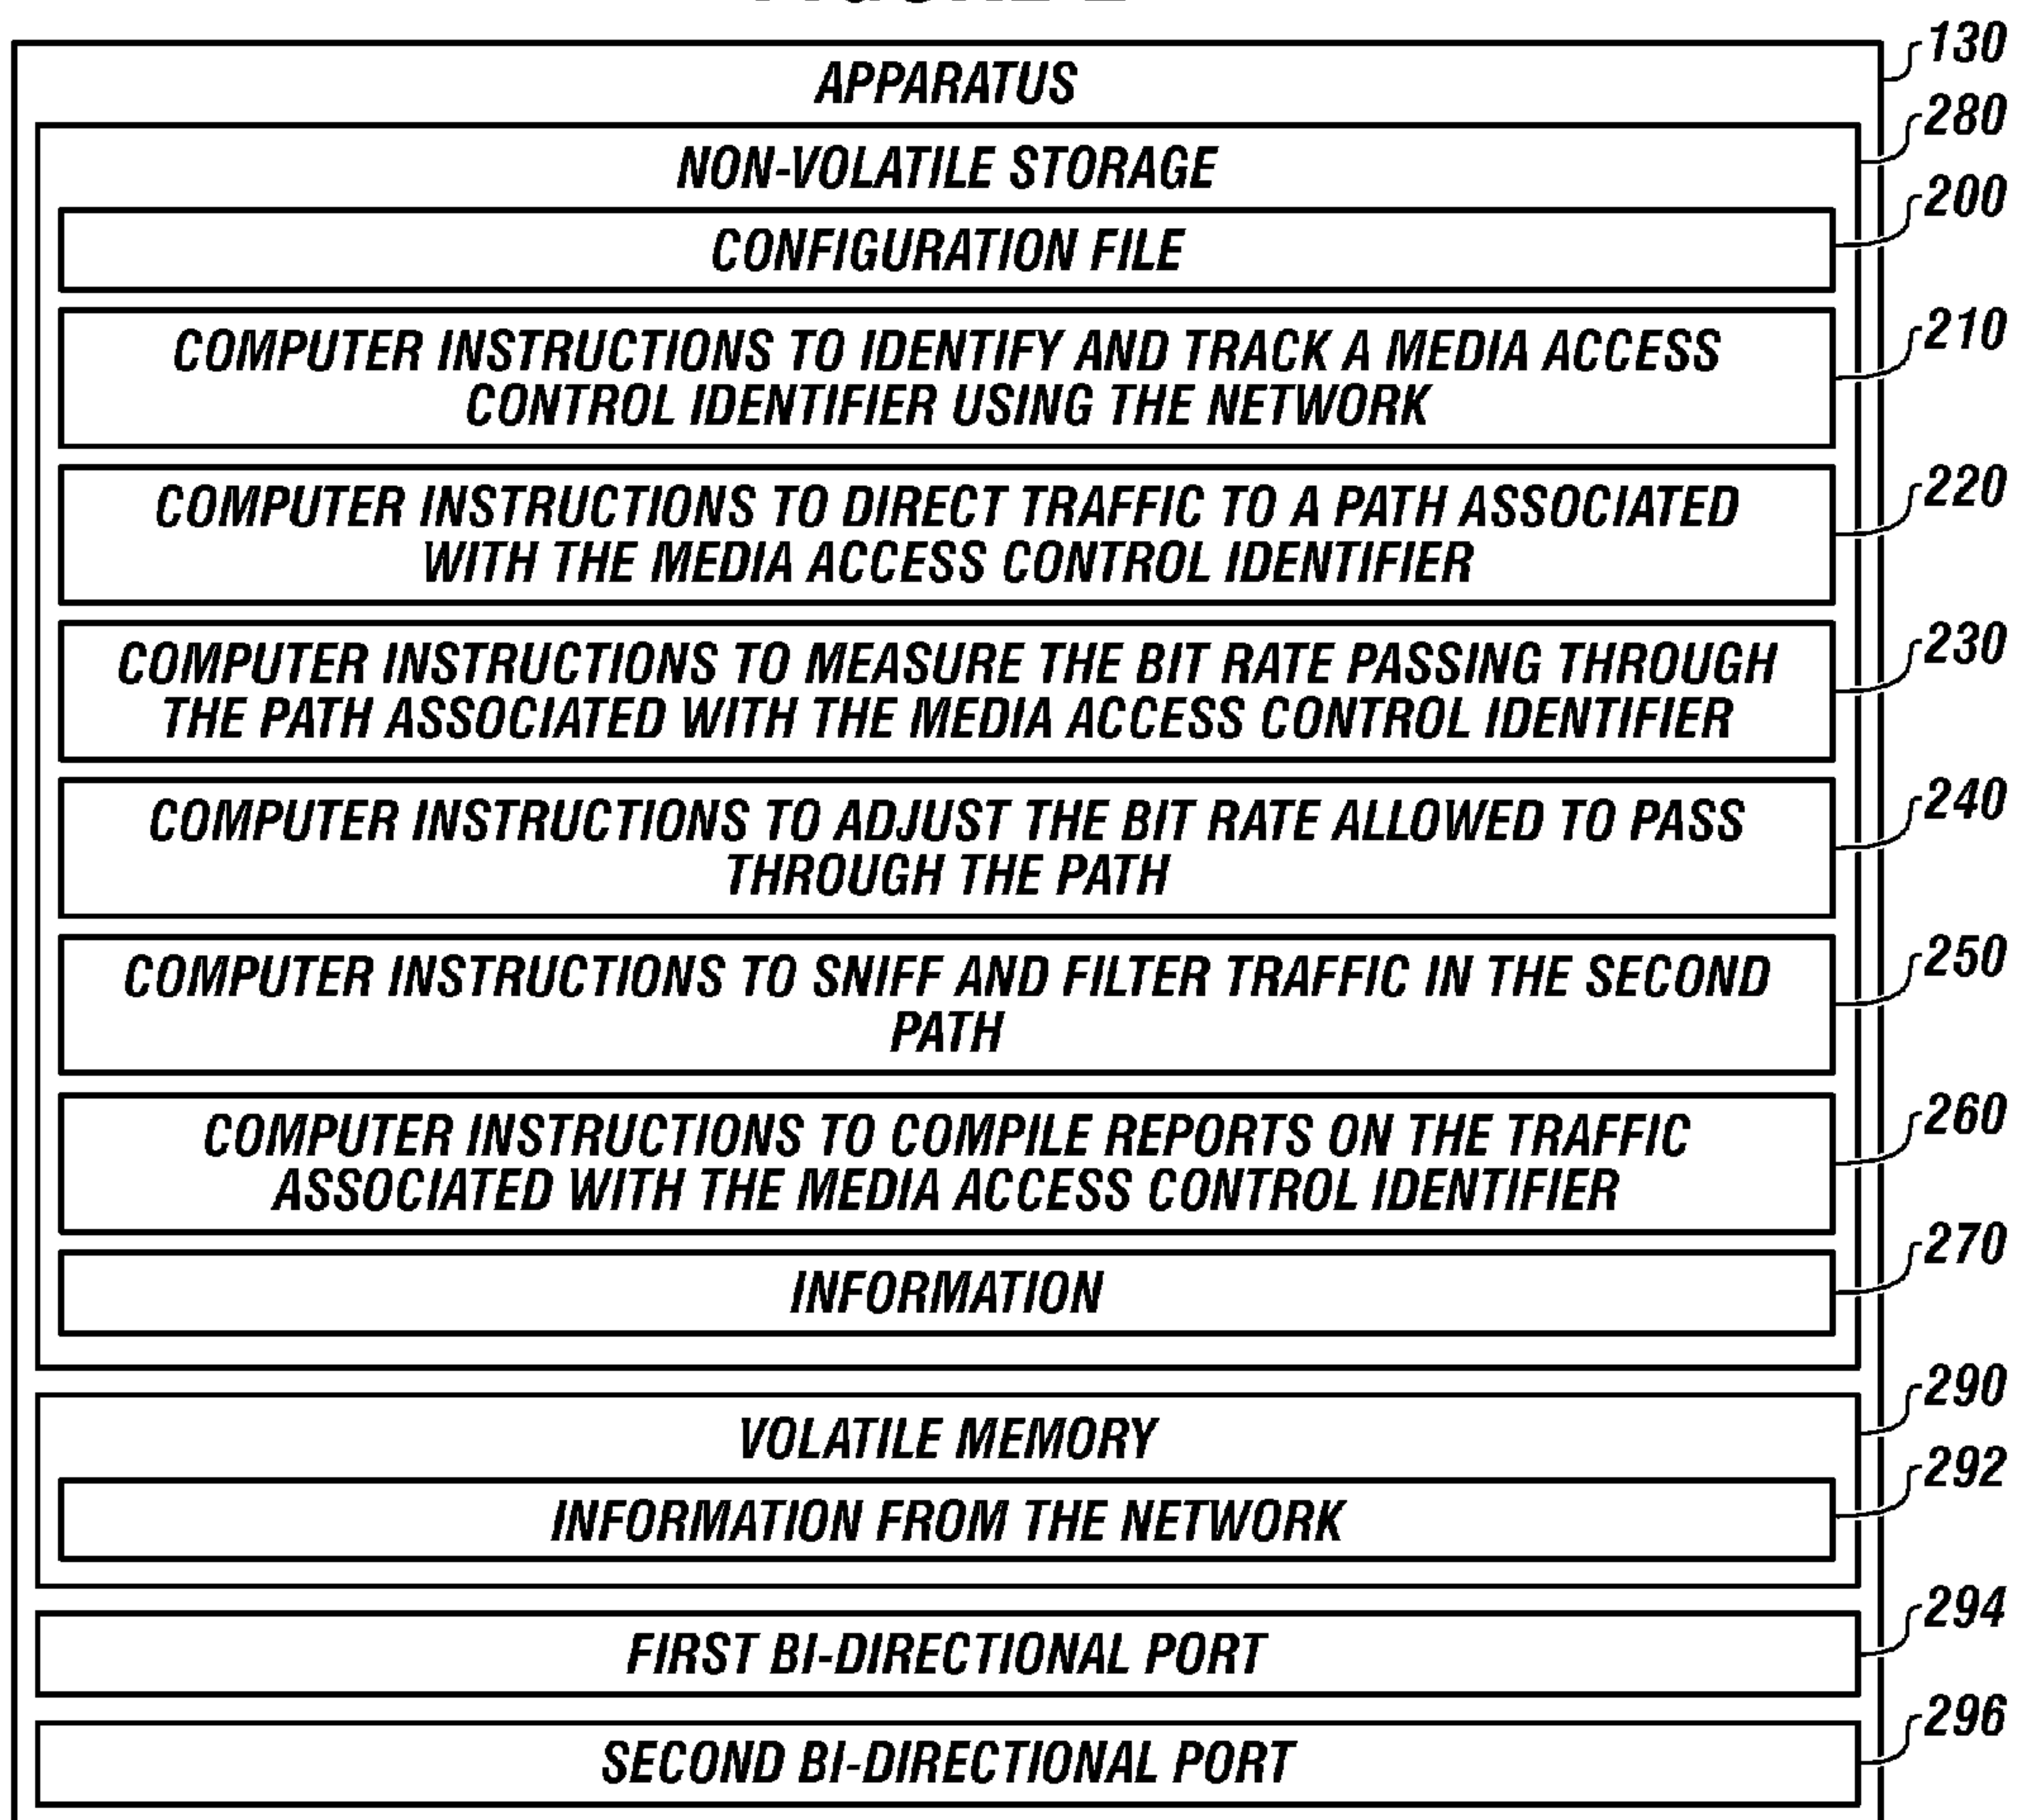 APPARATUS
130
NON-VOLATILE STORAGE
280
CONFIGURATION FILE
200
COMPUTER INSTRUCTIONS TO IDENTIFY AND TRACK A MEDIA ACCESS
CONTROL IDENTIFIER USING THE NETWORK
210
COMPUTER INSTRUCTIONS TO DIRECT TRAFFIC TO A PATH ASSOCIATED
WITH THE MEDIA ACCESS CONTROL IDENTIFIER
220
COMPUTER INSTRUCTIONS TO MEASURE THE BIT RATE PASSING THROUGH
THE PATH ASSOCIATED WITH THE MEDIA ACCESS CONTROL IDENTIFIER
230
COMPUTER INSTRUCTIONS TO ADJUST THE BIT RATE ALLOWED TO PASS
THROUGH THE PATH
240
COMPUTER INSTRUCTIONS TO SNIFF AND FILTER TRAFFIC IN THE SECOND
PATH
250
COMPUTER INSTRUCTIONS TO COMPILE REPORTS ON THE TRAFFIC
ASSOCIATED WITH THE MEDIA ACCESS CONTROL IDENTIFIER
260
INFORMATION
270
VOLATILE MEMORY
290
INFORMATION FROM THE NETWORK
292
FIRST BI-DIRECTIONAL PORT
294
SECOND BI-DIRECTIONAL PORT
296